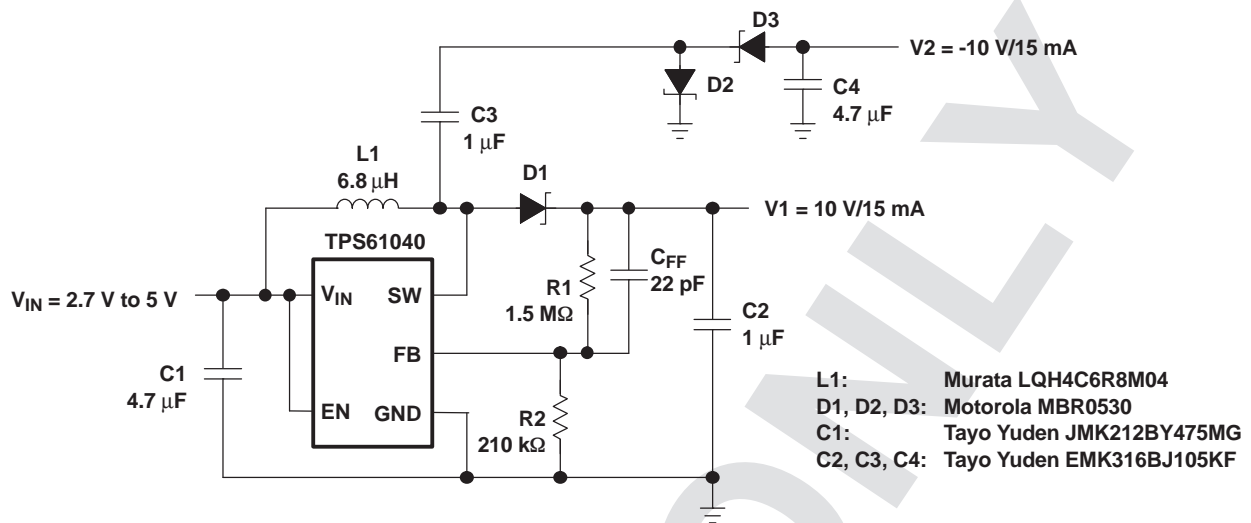 D3
V2 = -10 V/15 mA
D2
C4
4.7 μF
C3
1 μF
L1
6.8 μH
D1
V1 = 10 V/15 mA
TPS61040
VIN = 2.7 V to 5 V
VIN
SW
R1
1.5 MΩ
CFF
22 pF
C2
1 μF
FB
C1
4.7 μF
EN
GND
R2
210 kΩ
L1: Murata LQH4C6R8M04
D1, D2, D3: Motorola MBR0530
C1: Tayo Yuden JMK212BY475MG
C2, C3, C4: Tayo Yuden EMK316BJ105KF
ONLY